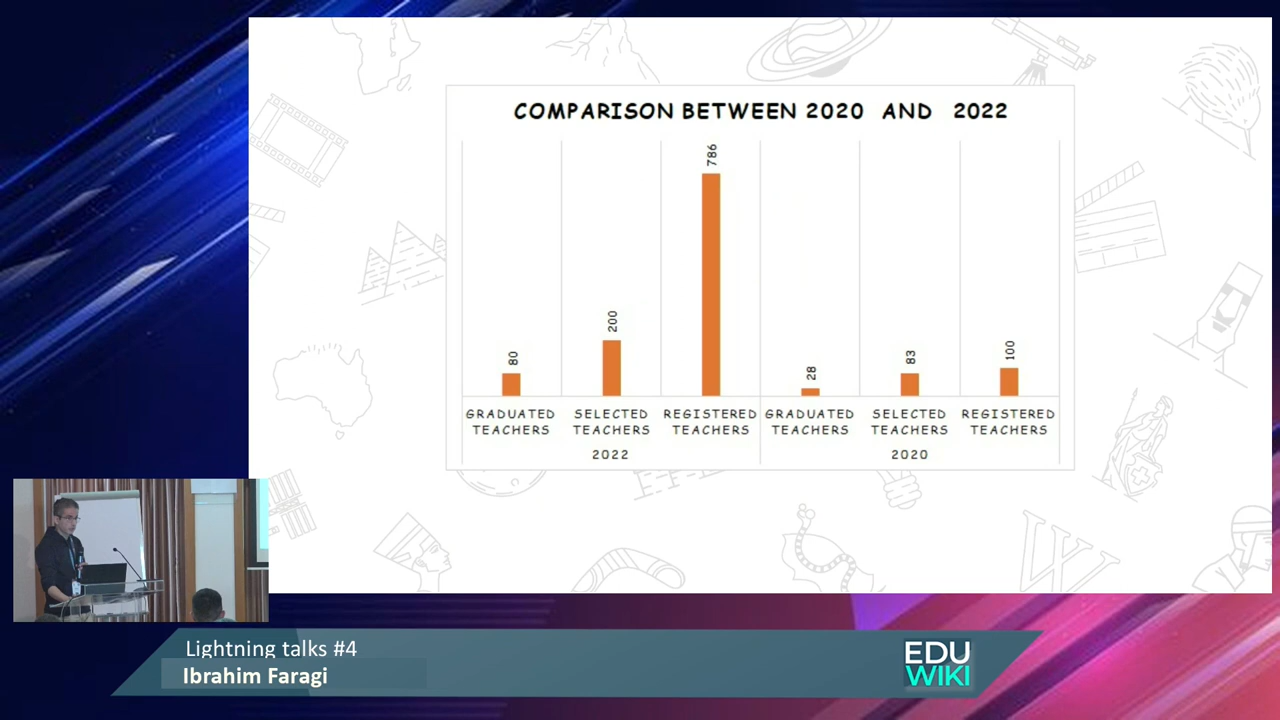 COMPARISON BETWEEN 2020 AND 2022
80
200
786
28
83
100
GRADUATED TEACHERS
SELECTED TEACHERS
REGISTERED TEACHERS
GRADUATED TEACHERS
SELECTED TEACHERS
REGISTERED TEACHERS
2022
2020
W
Lightning talks #4
Ibrahim Faragi
EDU
WIKI